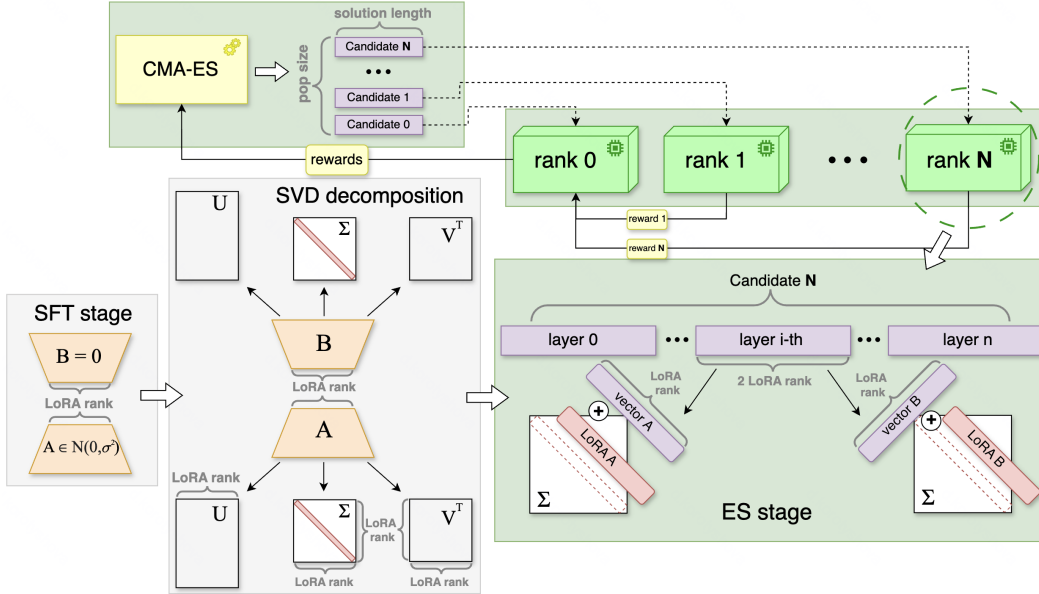 solution length
pop size
CMA-ES
Candidate N
•••
Candidate 1
Candidate 0
rewards
rank 0
rank 1
•••
rank N
reward 1
reward N
SVD decomposition
U
Σ
V^T
B
LoRA rank
A
LoRA rank
U
Σ
LoRA
rank
V^T
LoRA rank
LoRA rank
SFT stage
B = 0
LoRA rank
A ∈ N(0,σ²)
Candidate N
layer 0
•••
layer i-th
•••
layer n
LoRA
rank
2 LoRA rank
LoRA
rank
vector A
vector B
+
LoRA A
Σ
+
LoRA B
Σ
ES stage